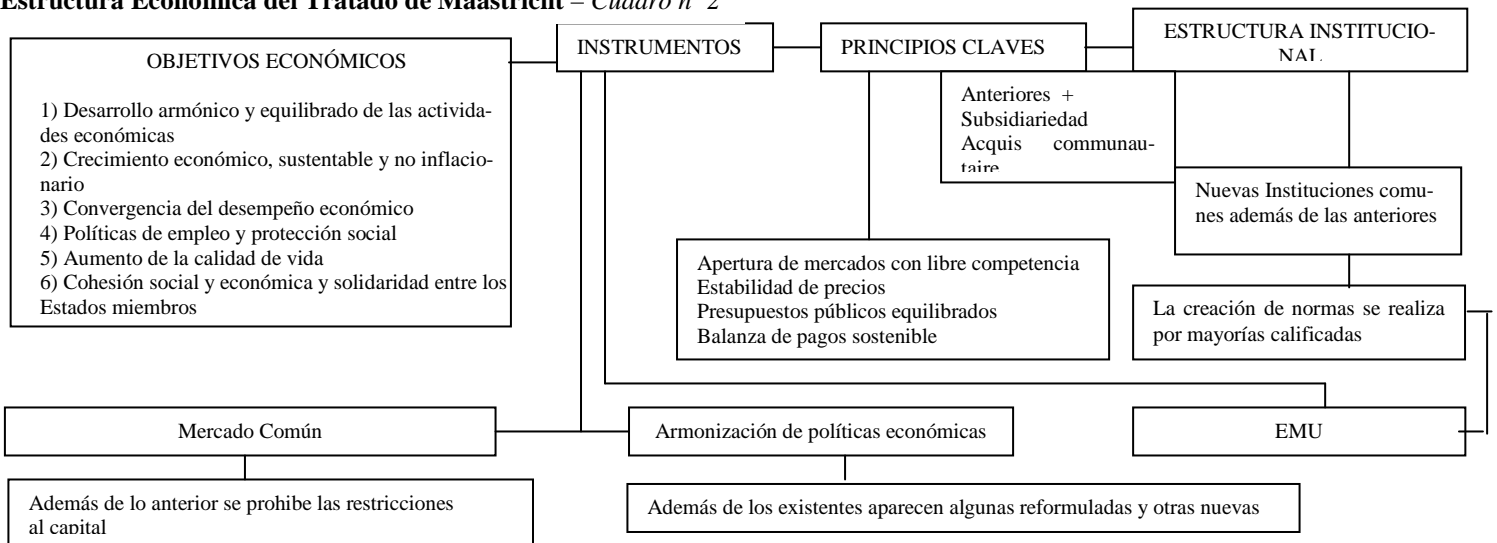 Estructura Económica del Tratado de Maastricht – Cuadro nº 2
OBJETIVOS ECONÓMICOS
1) Desarrollo armónico y equilibrado de las activida-
des económicas
2) Crecimiento económico, sustentable y no inflacio-
nario
3) Convergencia del desempeño económico
4) Políticas de empleo y protección social
5) Aumento de la calidad de vida
6) Cohesión social y económica y solidaridad entre los
Estados miembros
INSTRUMENTOS
PRINCIPIOS CLAVES
ESTRUCTURA INSTITUCIO-
NAL
Anteriores +
Subsidiariedad
Acquis communau-
taire
Nuevas Instituciones comu-
nes además de las anteriores
Apertura de mercados con libre competencia
Estabilidad de precios
Presupuestos públicos equilibrados
Balanza de pagos sostenible
La creación de normas se realiza
por mayorías calificadas
Mercado Común
Armonización de políticas económicas
EMU
Además de lo anterior se prohibe las restricciones
al capital
Además de los existentes aparecen algunas reformuladas y otras nuevas